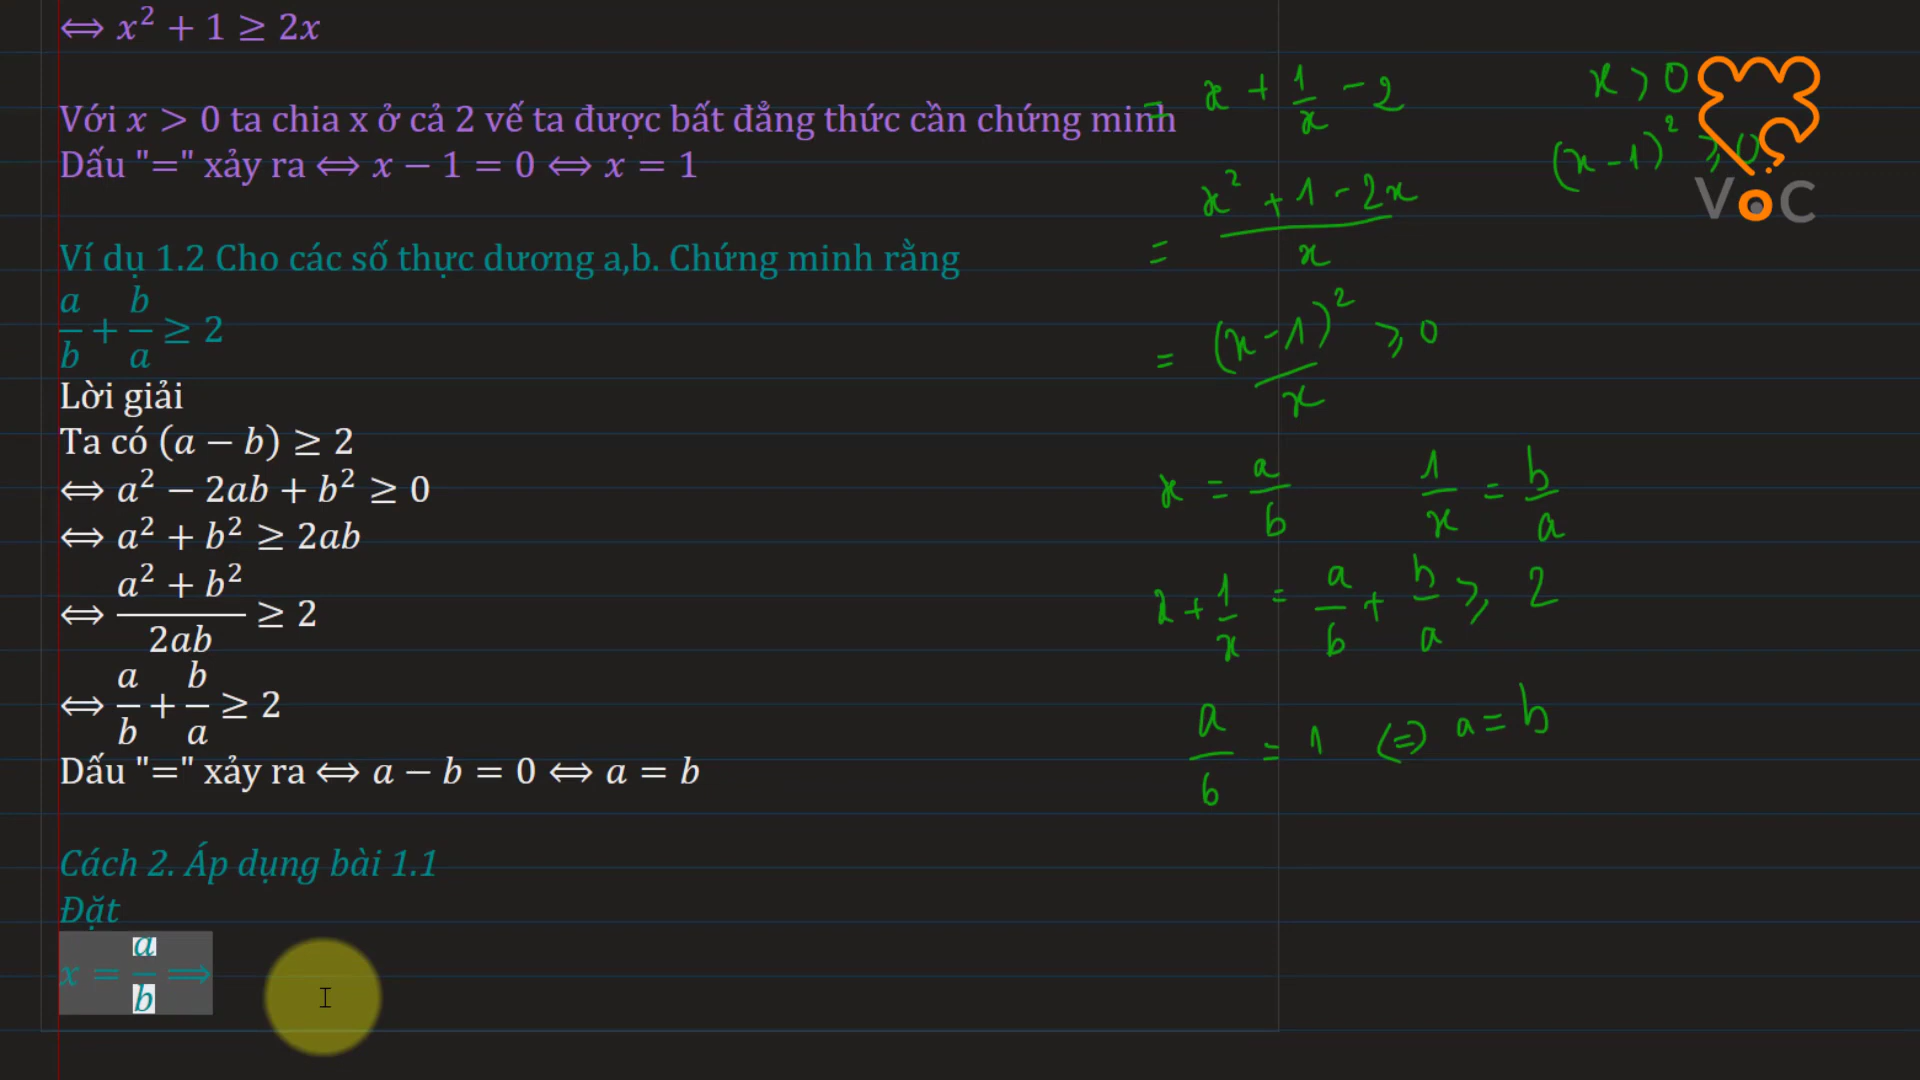 ⟺ x² + 1 ≥ 2x
Với x > 0 ta chia x ở cả 2 vế ta được bất đẳng thức cần chứng minh
Dấu "=" xảy ra ⟺ x − 1 = 0 ⟺ x = 1
Ví dụ 1.2 Cho các số thực dương a,b. Chứng minh rằng
a/b + b/a ≥ 2
Lời giải
Ta có (a − b) ≥ 2
⟺ a² − 2ab + b² ≥ 0
⟺ a² + b² ≥ 2ab
⟺ (a² + b²)/2ab ≥ 2
⟺ a/b + b/a ≥ 2
Dấu "=" xảy ra ⟺ a − b = 0 ⟺ a = b
Cách 2. Áp dụng bài 1.1
Đặt
x = a/b ⟹
= x + 1/x − 2
= (x² + 1 − 2x)/x
= (x − 1)²/x ≥ 0
x = a/b 1/x = b/a
x + 1/x = a/b + b/a ≥ 2
a/b = 1 ⟺ a = b
x > 0
(x − 1)² ≥ 0
VOC